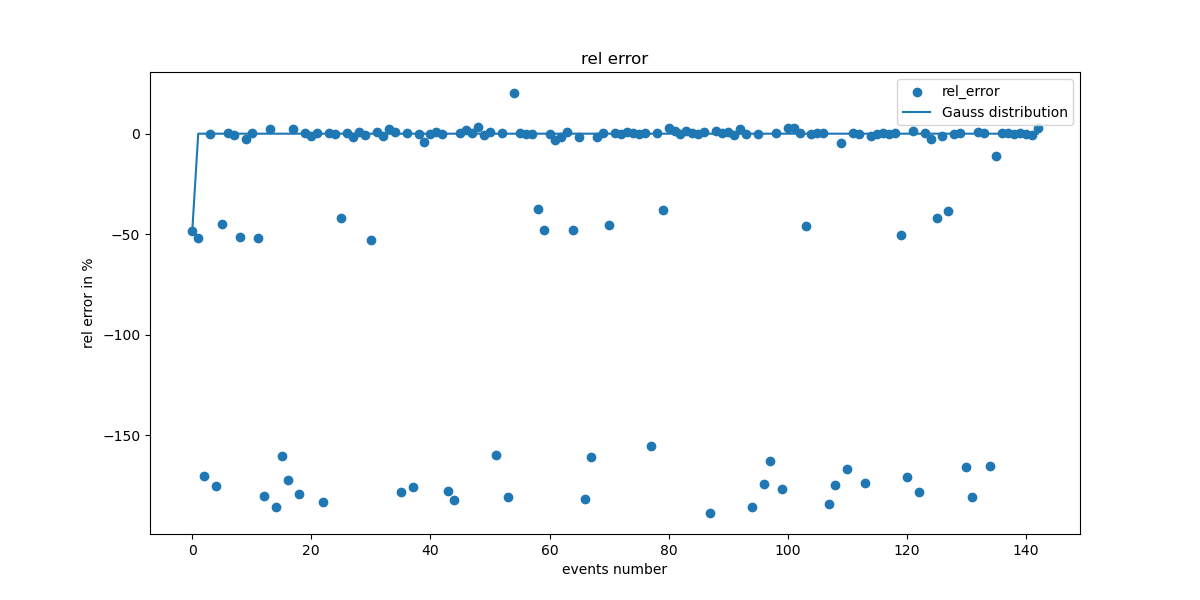 rel error
rel_error
Gauss distribution
rel error in %
0
−50
−100
−150
0 20 40 60 80 100 120 140
events number